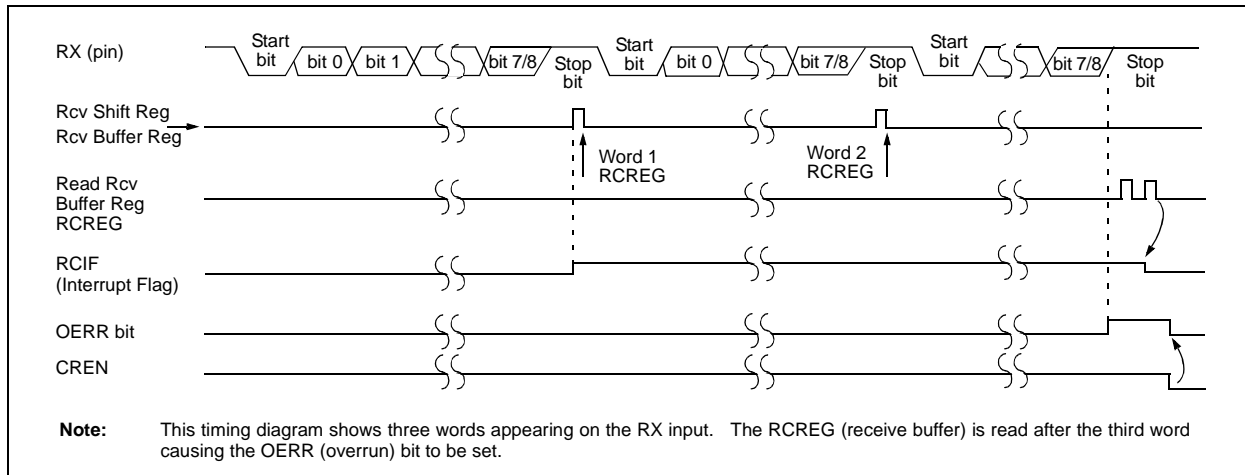 RX (pin)
Start
bit
bit 0
bit 1
bit 7/8
Stop
bit
Start
bit
bit 0
bit 7/8
Stop
bit
Start
bit
bit 7/8
Stop
bit
Rcv Shift Reg
Rcv Buffer Reg
Word 1
RCREG
Word 2
RCREG
Read Rcv
Buffer Reg
RCREG
RCIF
(Interrupt Flag)
OERR bit
CREN
Note: This timing diagram shows three words appearing on the RX input. The RCREG (receive buffer) is read after the third word
causing the OERR (overrun) bit to be set.